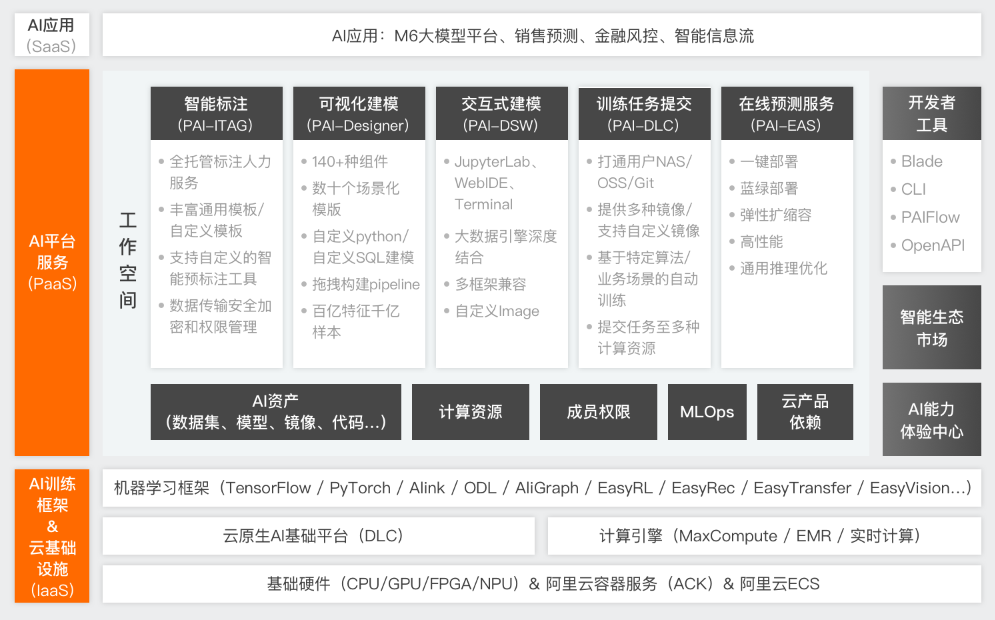 AI应用
(SaaS)
AI应用：M6大模型平台、销售预测、金融风控、智能信息流
AI平台
服务
(PaaS)
工
作
空
间
智能标注
(PAI-ITAG)
全托管标注人力
服务
丰富通用模板/
自定义模板
支持自定义的智
能预标注工具
数据传输安全加
密和权限管理
可视化建模
(PAI-Designer)
140+种组件
数十个场景化
模版
自定义python/
自定义SQL建模
拖拽构建pipeline
百亿特征千亿
样本
交互式建模
(PAI-DSW)
JupyterLab、
WebIDE、
Terminal
大数据引擎深度
结合
多框架兼容
自定义Image
训练任务提交
(PAI-DLC)
打通用户NAS/
OSS/Git
提供多种镜像/
支持自定义镜像
基于特定算法/
业务场景的自动
训练
提交任务至多种
计算资源
在线预测服务
(PAI-EAS)
一键部署
蓝绿部署
弹性扩缩容
高性能
通用推理优化
AI资产
(数据集、模型、镜像、代码...)
计算资源
成员权限
MLOps
云产品
依赖
开发者
工具
Blade
CLI
PAIFlow
OpenAPI
智能生态
市场
AI能力
体验中心
AI训练
框架
&
云基础
设施
(IaaS)
机器学习框架（TensorFlow / PyTorch / Alink / ODL / AliGraph / EasyRL / EasyRec / EasyTransfer / EasyVision...）
云原生AI基础平台（DLC）
计算引擎（MaxCompute / EMR / 实时计算）
基础硬件（CPU/GPU/FPGA/NPU）& 阿里云容器服务（ACK）& 阿里云ECS